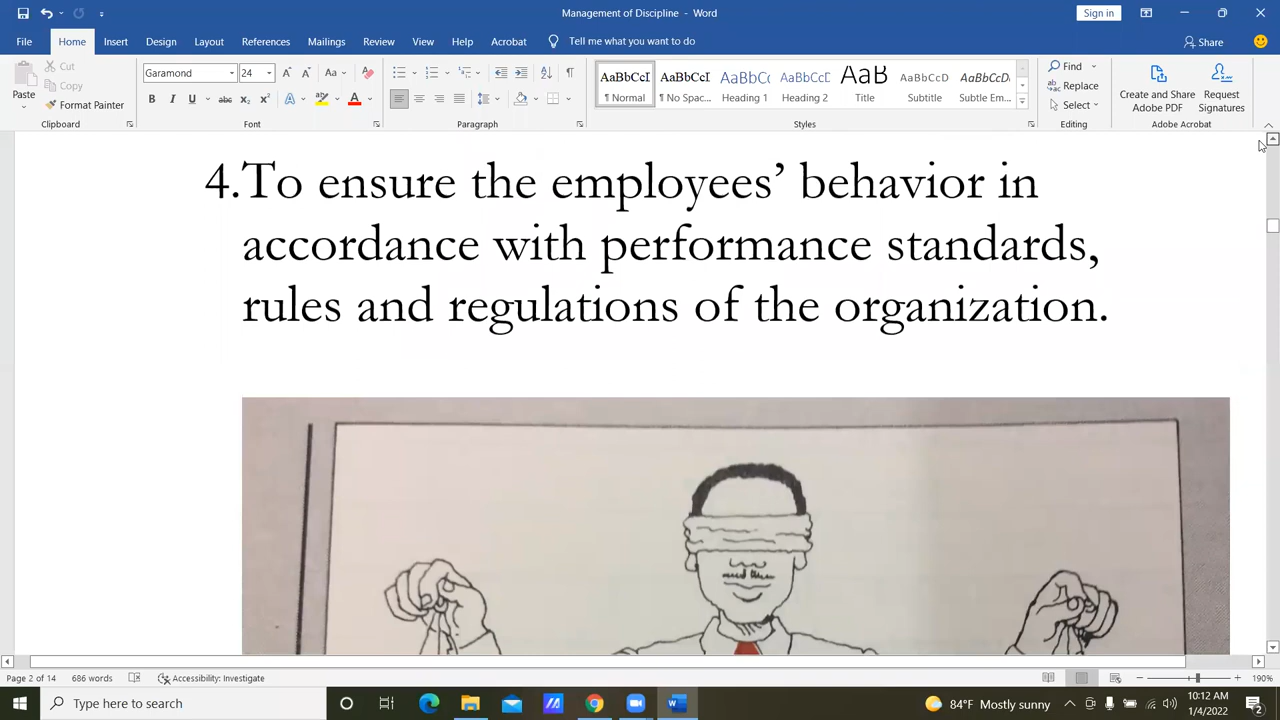 Management of Discipline - Word
Sign in
File Home Insert Design Layout References Mailings Review View Help Acrobat Tell me what you want to do Share
Paste
Cut
Copy
Format Painter
Garamond 24
AaBbCcI AaBbCcI AaBbC AaBbCcI AaB AaBbCcI AaBbCcI
¶ Normal ¶ No Spac... Heading 1 Heading 2 Title Subtitle Subtle Em...
Find
Replace
Select
Create and Share
Adobe PDF
Request
Signatures
Clipboard Font Paragraph Styles Editing Adobe Acrobat
4.To ensure the employees’ behavior in
accordance with performance standards,
rules and regulations of the organization.
Page 2 of 14 686 words Accessibility: Investigate 190%
Type here to search
84°F Mostly sunny
10:12 AM
1/4/2022
2